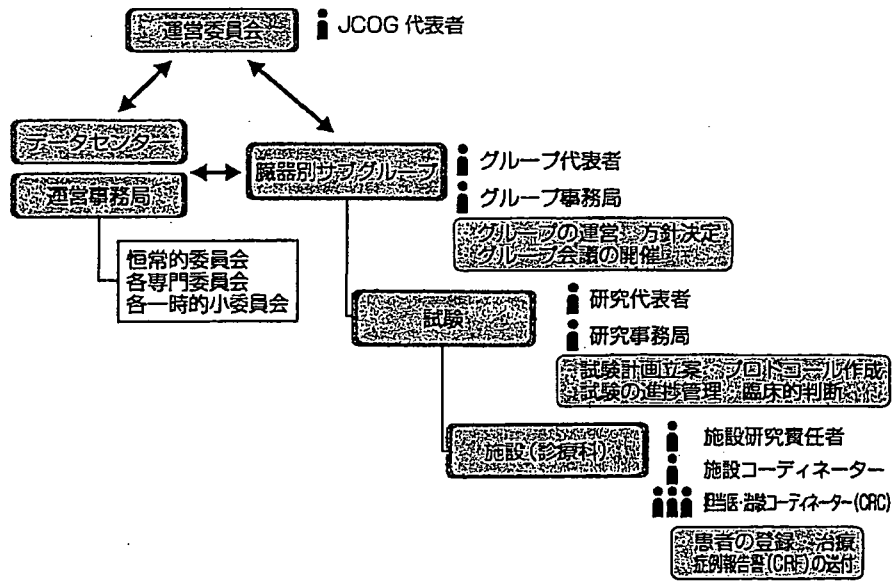 運営委員会
JCOG 代表者
データセンター
運営事務局
臓器別サブグループ
グループ代表者
グループ事務局
グループの運営・方針決定
グループ会議の開催
恒常的委員会
各専門委員会
各一時的小委員会
試験
研究代表者
研究事務局
試験計画立案・プロトコール作成
試験の進捗管理・臨床的判断
施設(診療科)
施設研究責任者
施設コーディネーター
担当医・治験コーディネーター(CRC)
患者の登録・治療
症例報告書(CRF)の送付